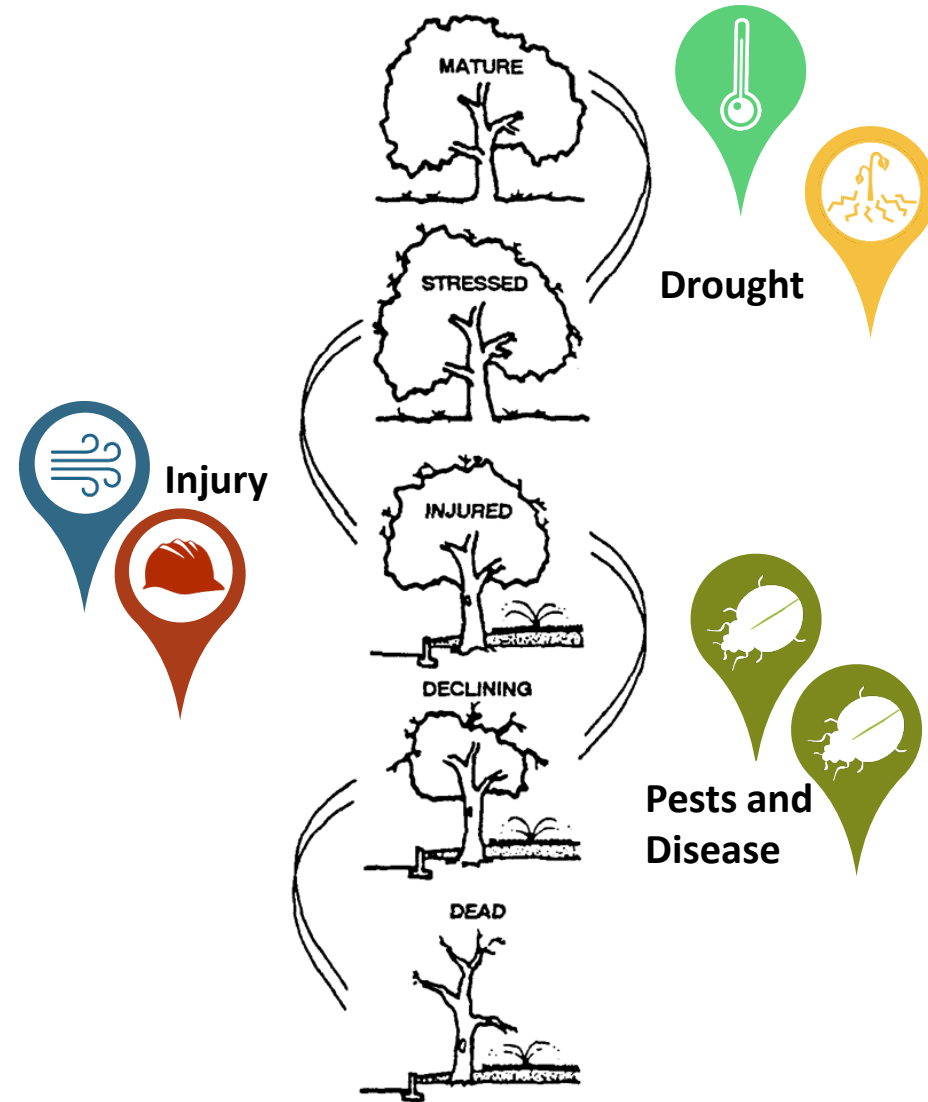 MATURE
Drought
STRESSED
Injury
INJURED
DECLINING
Pests and
Disease
DEAD